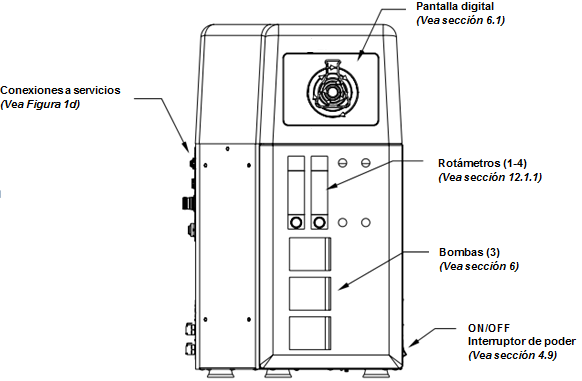 Pantalla digital
(Vea sección 6.1)
Conexiones a servicios
(Vea Figura 1d)
Rotámetros (1-4)
(Vea sección 12.1.1)
Bombas (3)
(Vea sección 6)
ON/OFF
Interruptor de poder
(Vea sección 4.9)